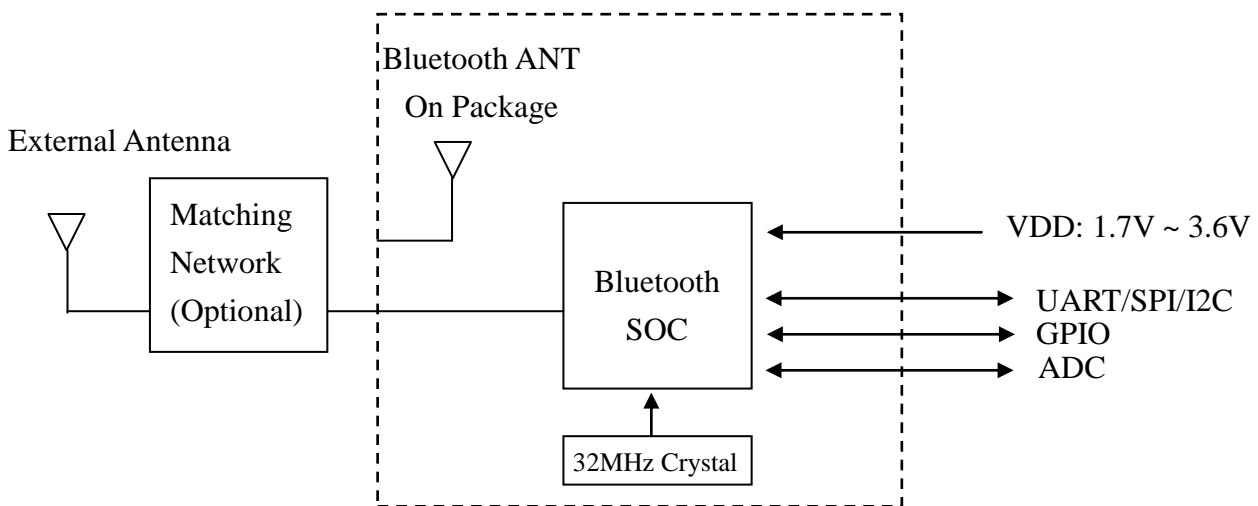 Bluetooth ANT
On Package
External Antenna
Matching
Network
(Optional)
Bluetooth
SOC
VDD: 1.7V ~ 3.6V
UART/SPI/I2C
GPIO
ADC
32MHz Crystal